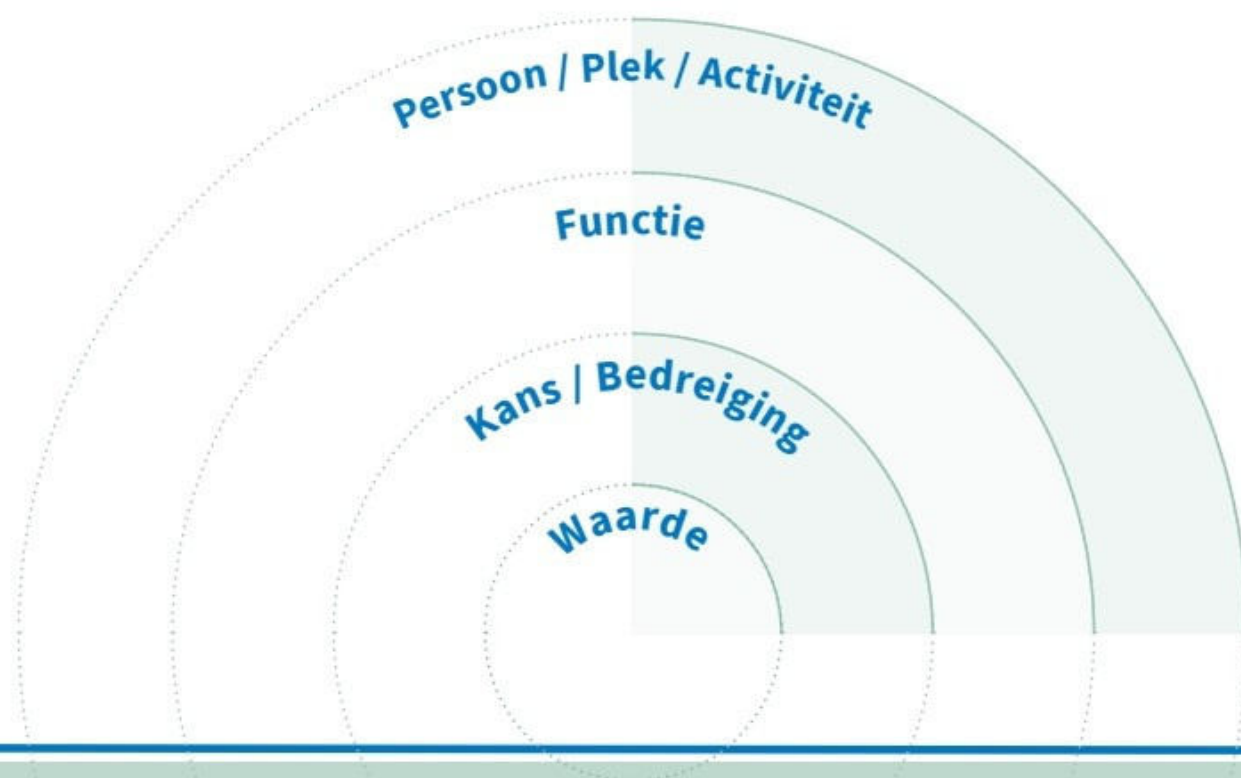 Persoon / Plek / Activiteit
Functie
Kans / Bedreiging
Waarde